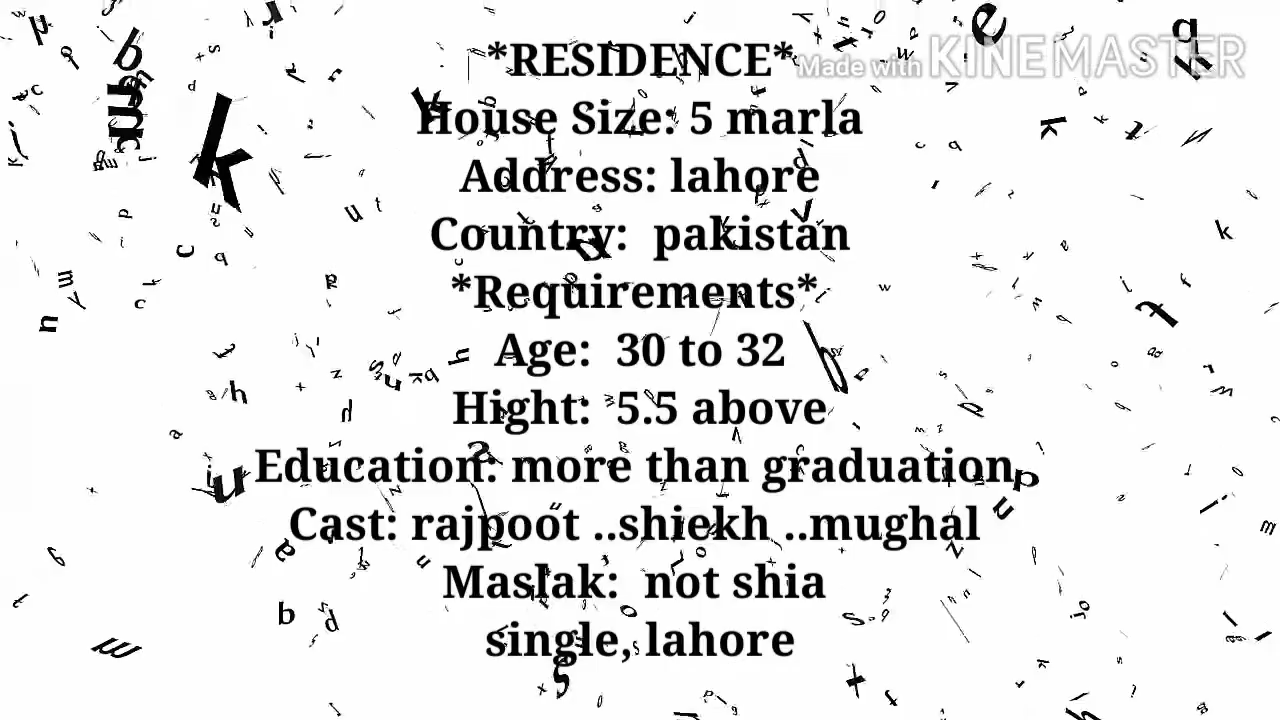 *RESIDENCE*
Made with KINEMASTER
House Size: 5 marla
Address: lahore
Country:  pakistan
*Requirements*
Age:  30 to 32
Hight:  5.5 above
Education: more than graduation
Cast: rajpoot ..shiekh ..mughal
Maslak:  not shia
single, lahore